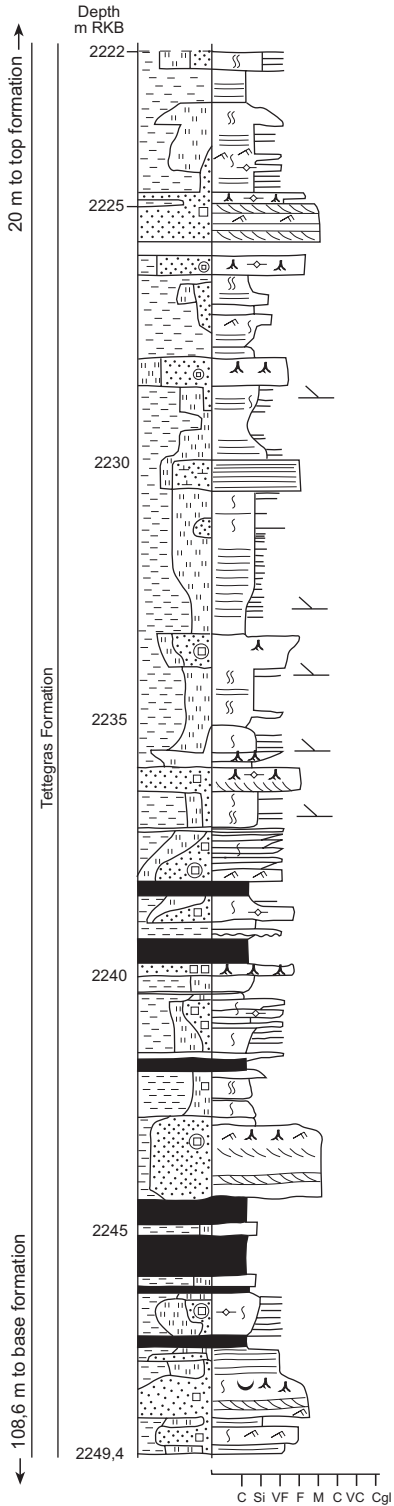 Depth
m RKB
20 m to top formation
2222
2225
2230
Tettegras Formation
2235
2240
2245
108,6 m to base formation
2249,4
C Si VF F M C VC Cgl